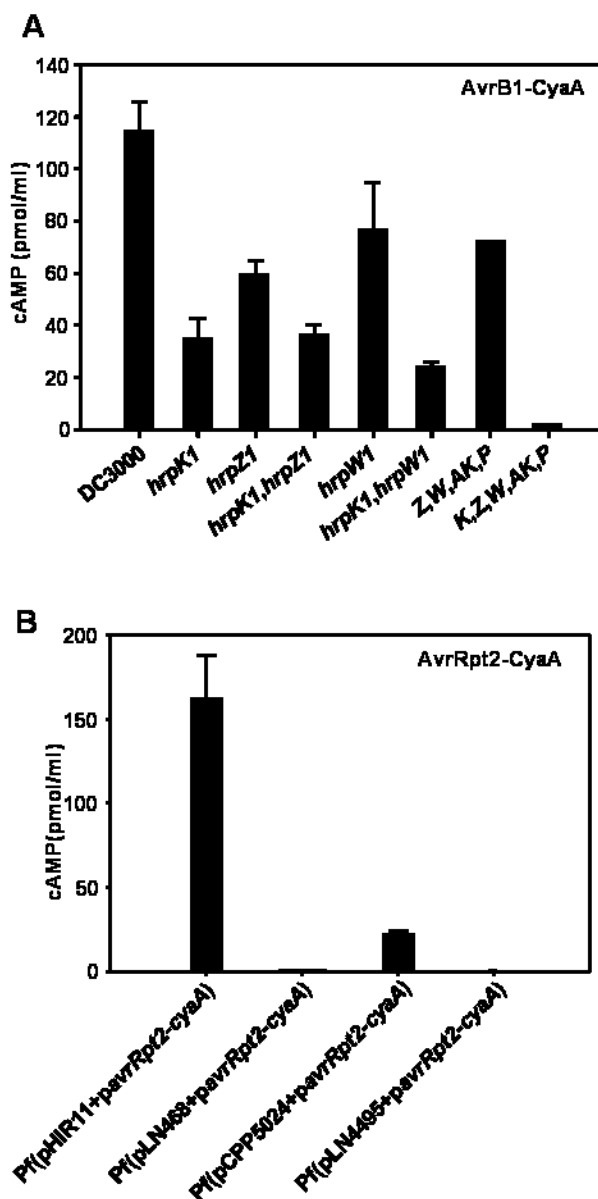 A
AvrB1-CyaA
cAMP (pmol/ml)
140
120
100
80
60
40
20
0
DC3000
hrpK1
hrpZ1
hrpK1,hrpZ1
hrpW1
hrpK1,hrpW1
Z,W,AK,P
K,Z,W,AK,P
B
AvrRpt2-CyaA
cAMP(pmol/ml)
200
150
100
50
0
Pf(pHIR11+pavrRpt2-cyaA)
Pf(pLN468+pavrRpt2-cyaA)
Pf(pCPP5024+pavrRpt2-cyaA)
Pf(pLN4495+pavrRpt2-cyaA)